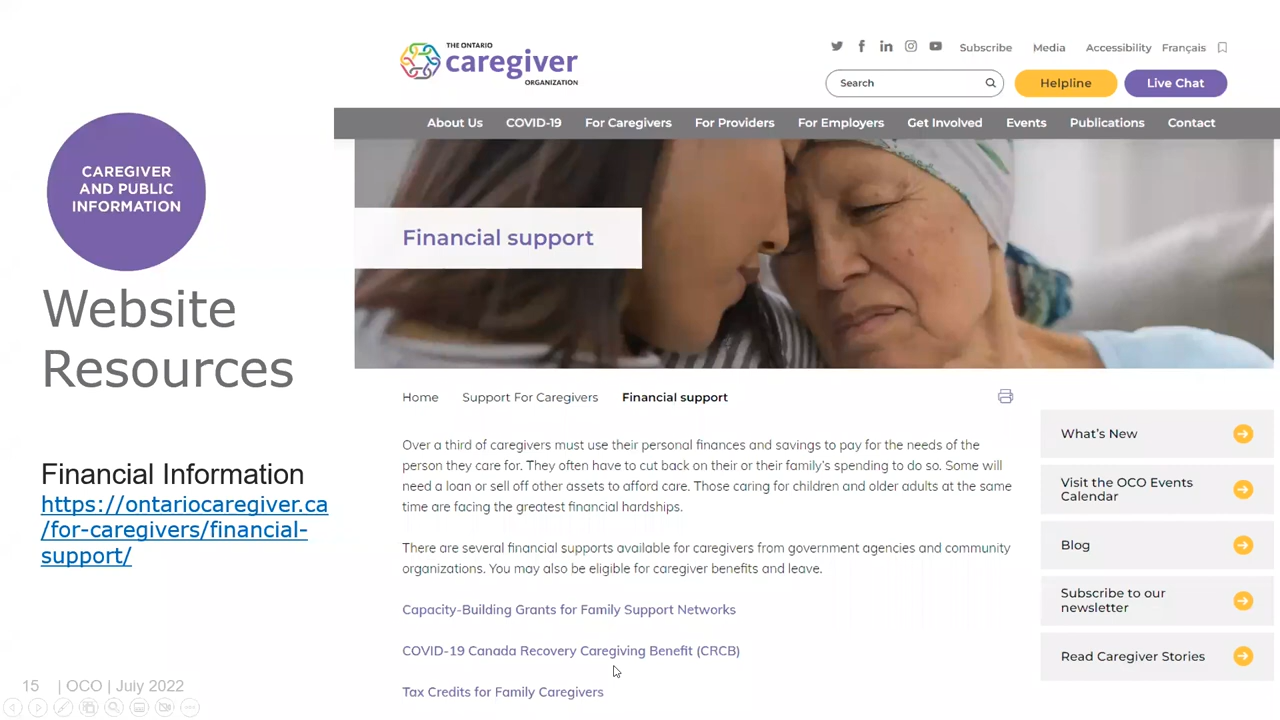 CAREGIVER
AND PUBLIC
INFORMATION
Website
Resources
Financial Information
https://ontariocaregiver.ca
/for-caregivers/financial-
support/
15 | OCO | July 2022
THE ONTARIO
caregiver
ORGANIZATION
Subscribe Media Accessibility Français
Search Helpline Live Chat
About Us COVID-19 For Caregivers For Providers For Employers Get Involved Events Publications Contact
Financial support
Home Support For Caregivers Financial support
Over a third of caregivers must use their personal finances and savings to pay for the needs of the
person they care for. They often have to cut back on their or their family's spending to do so. Some will
need a loan or sell off other assets to afford care. Those caring for children and older adults at the same
time are facing the greatest financial hardships.
There are several financial supports available for caregivers from government agencies and community
organizations. You may also be eligible for caregiver benefits and leave.
Capacity-Building Grants for Family Support Networks
COVID-19 Canada Recovery Caregiving Benefit (CRCB)
Tax Credits for Family Caregivers
What's New
Visit the OCO Events
Calendar
Blog
Subscribe to our
newsletter
Read Caregiver Stories